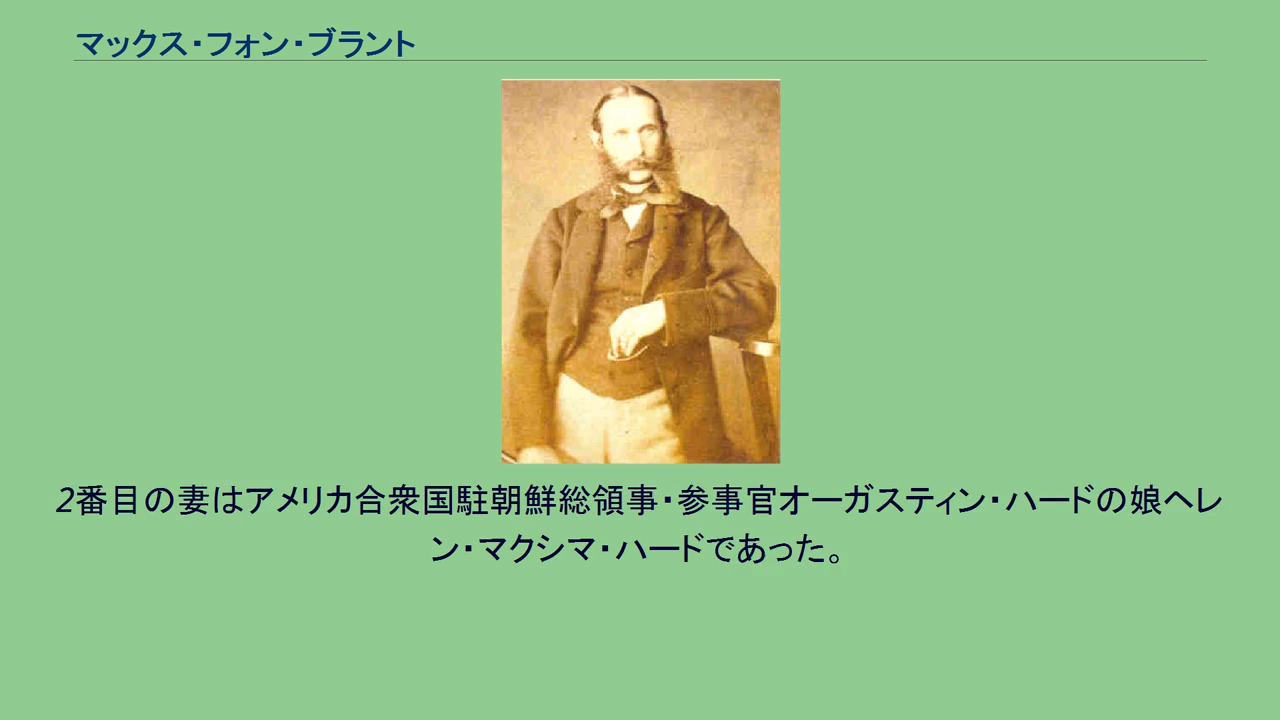 マックス・フォン・ブラント
2番目の妻はアメリカ合衆国駐朝鮮総領事・参事官オーガスティン・ハードの娘ヘレ
ン・マクシマ・ハードであった。